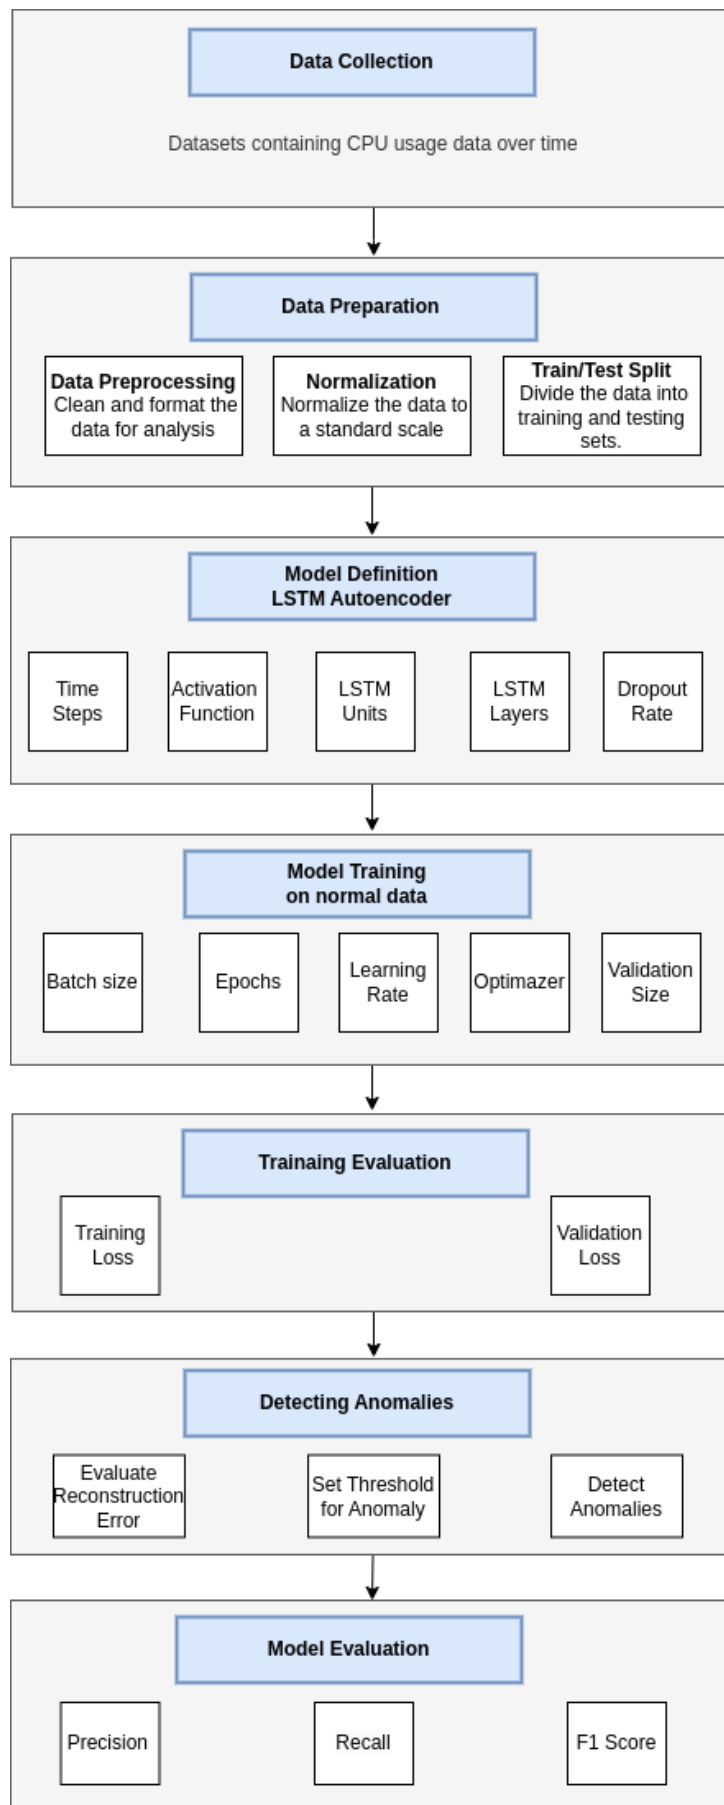 Data Collection
Datasets containing CPU usage data over time
Data Preparation
Data Preprocessing
Clean and format the
data for analysis
Normalization
Normalize the data to
a standard scale
Train/Test Split
Divide the data into
training and testing
sets.
Model Definition
LSTM Autoencoder
Time
Steps
Activation
Function
LSTM
Units
LSTM
Layers
Dropout
Rate
Model Training
on normal data
Batch size
Epochs
Learning
Rate
Optimazer
Validation
Size
Trainaing Evaluation
Training
Loss
Validation
Loss
Detecting Anomalies
Evaluate
Reconstruction
Error
Set Threshold
for Anomaly
Detect
Anomalies
Model Evaluation
Precision
Recall
F1 Score